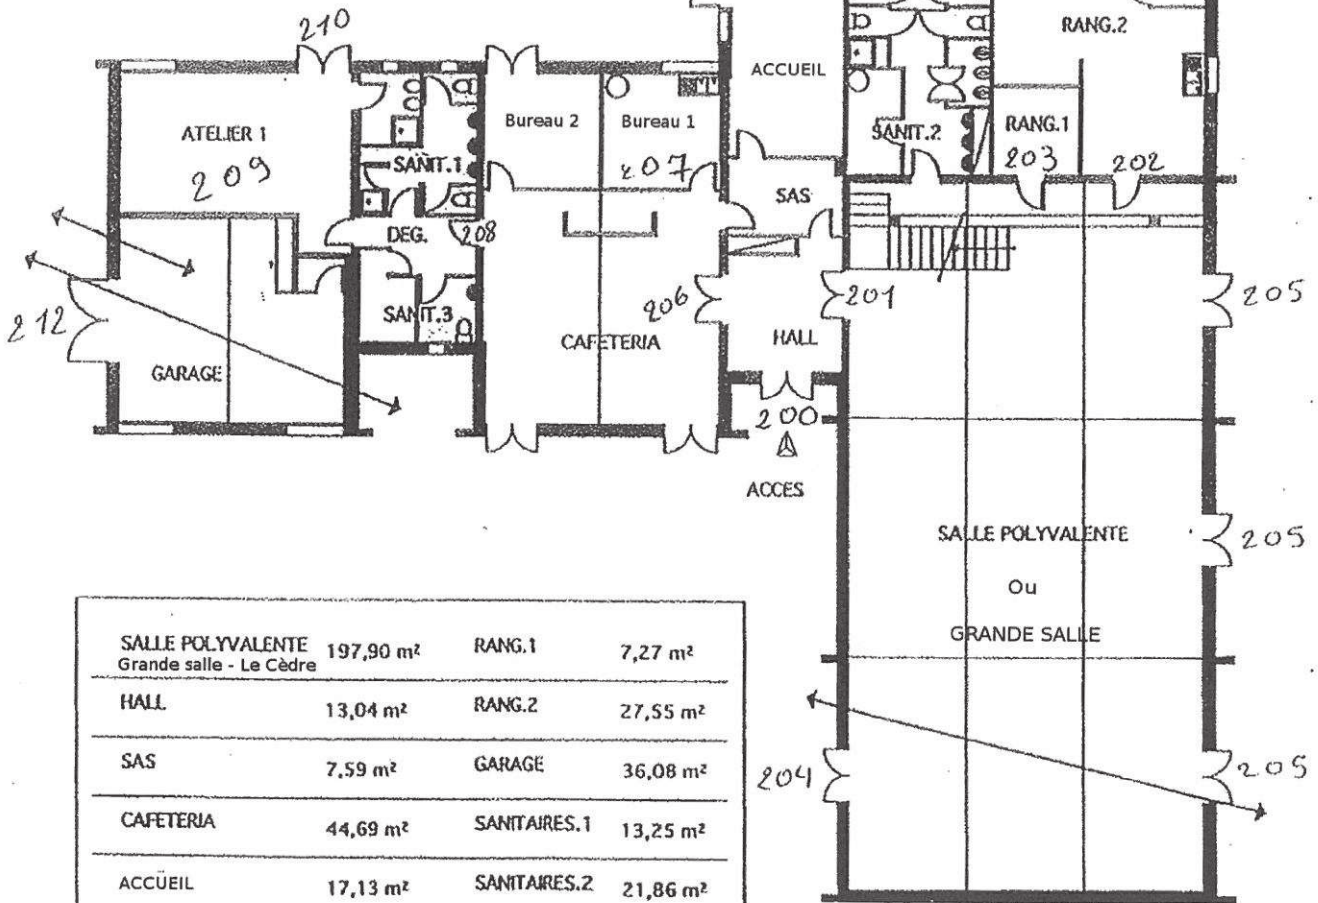 210
RANG.2
ACCUEIL
ATELIER 1
Bureau 2
Bureau 1
SANIT.2
RANG.1
209
SANIT.1
207
203
202
SAS
DEG.
208
212
206
201
205
SANIT.3
CAFETERIA
HALL
GARAGE
200
ACCES
SALLE POLYVALENTE
205
Ou
GRANDE SALLE
204
205
SALLE POLYVALENTE 197,90 m² RANG.1 7,27 m²
Grande salle - Le Cèdre
HALL 13,04 m² RANG.2 27,55 m²
SAS 7,59 m² GARAGE 36,08 m²
CAFETERIA 44,69 m² SANITAIRES.1 13,25 m²
ACCUEIL 17,13 m² SANITAIRES.2 21,86 m²